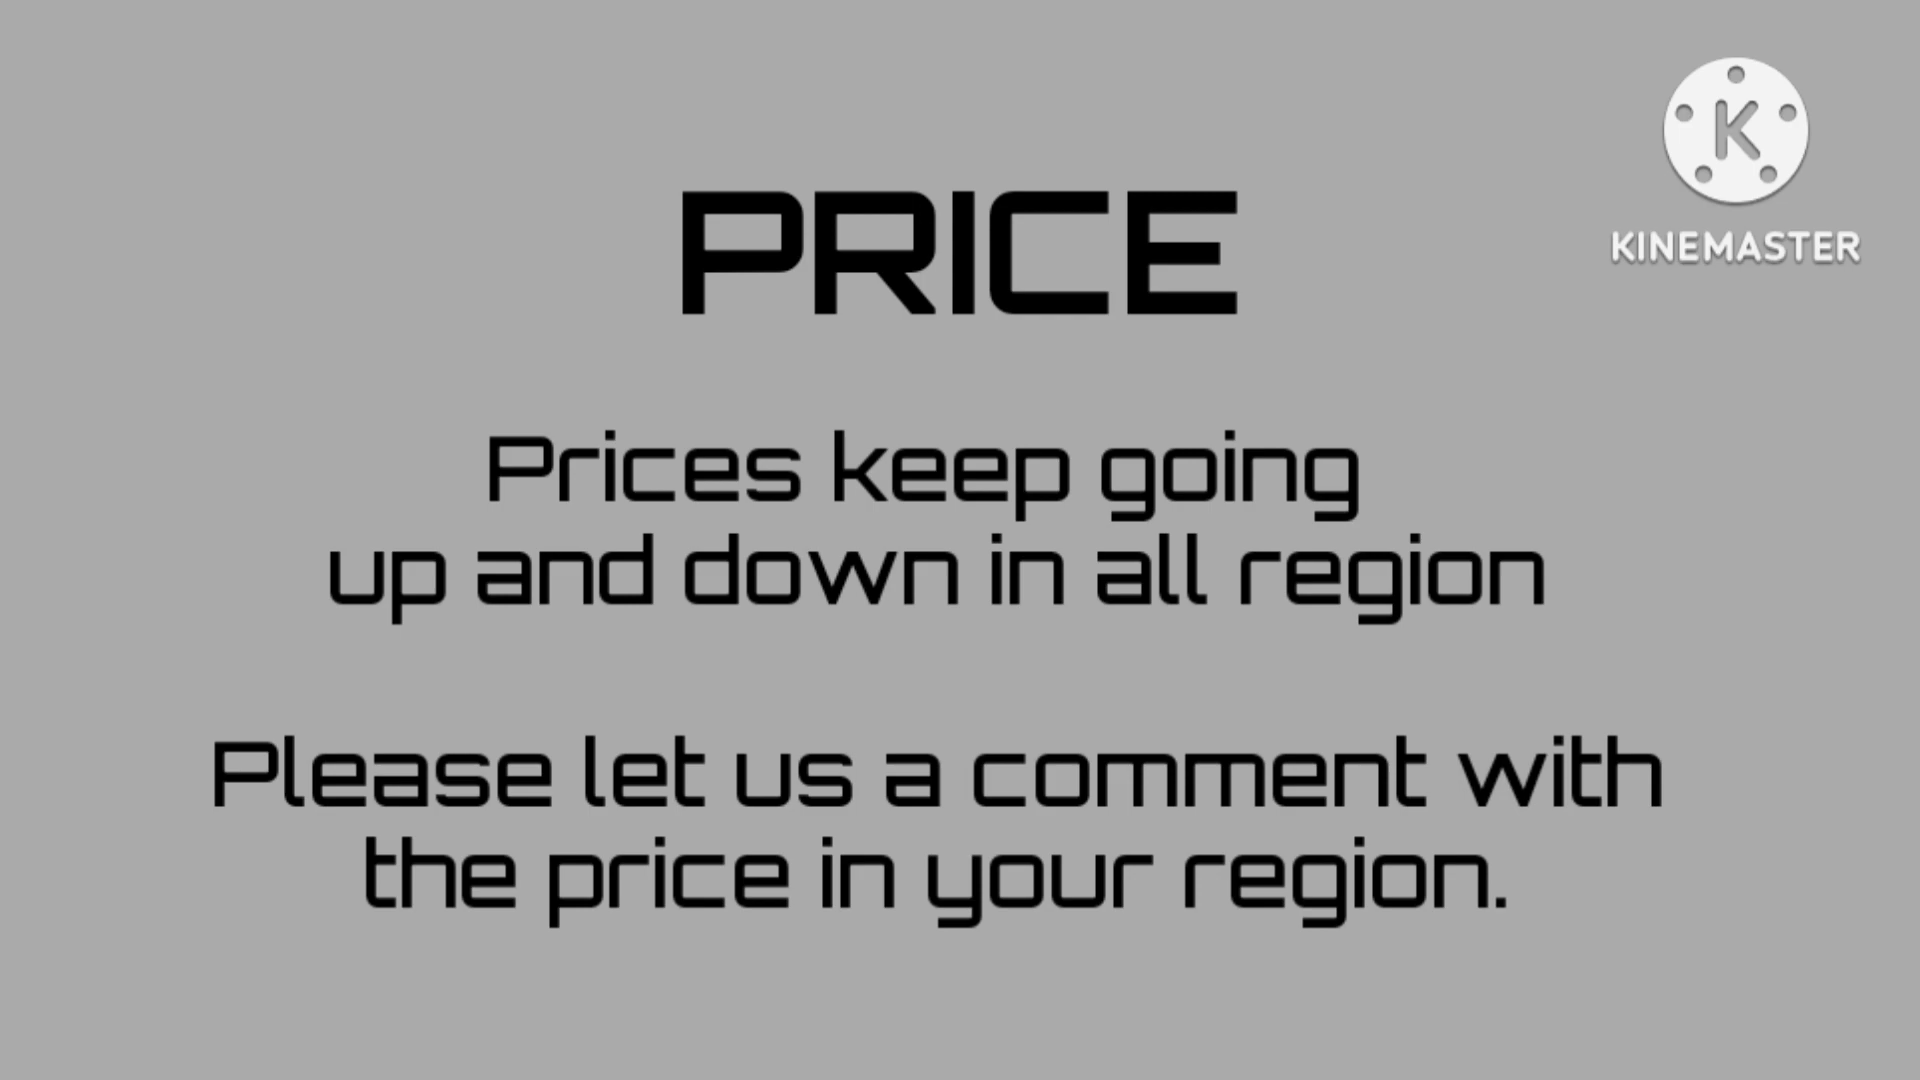 K
KINEMASTER
PRICE
Prices keep going
up and down in all region
Please let us a comment with
the price in your region.